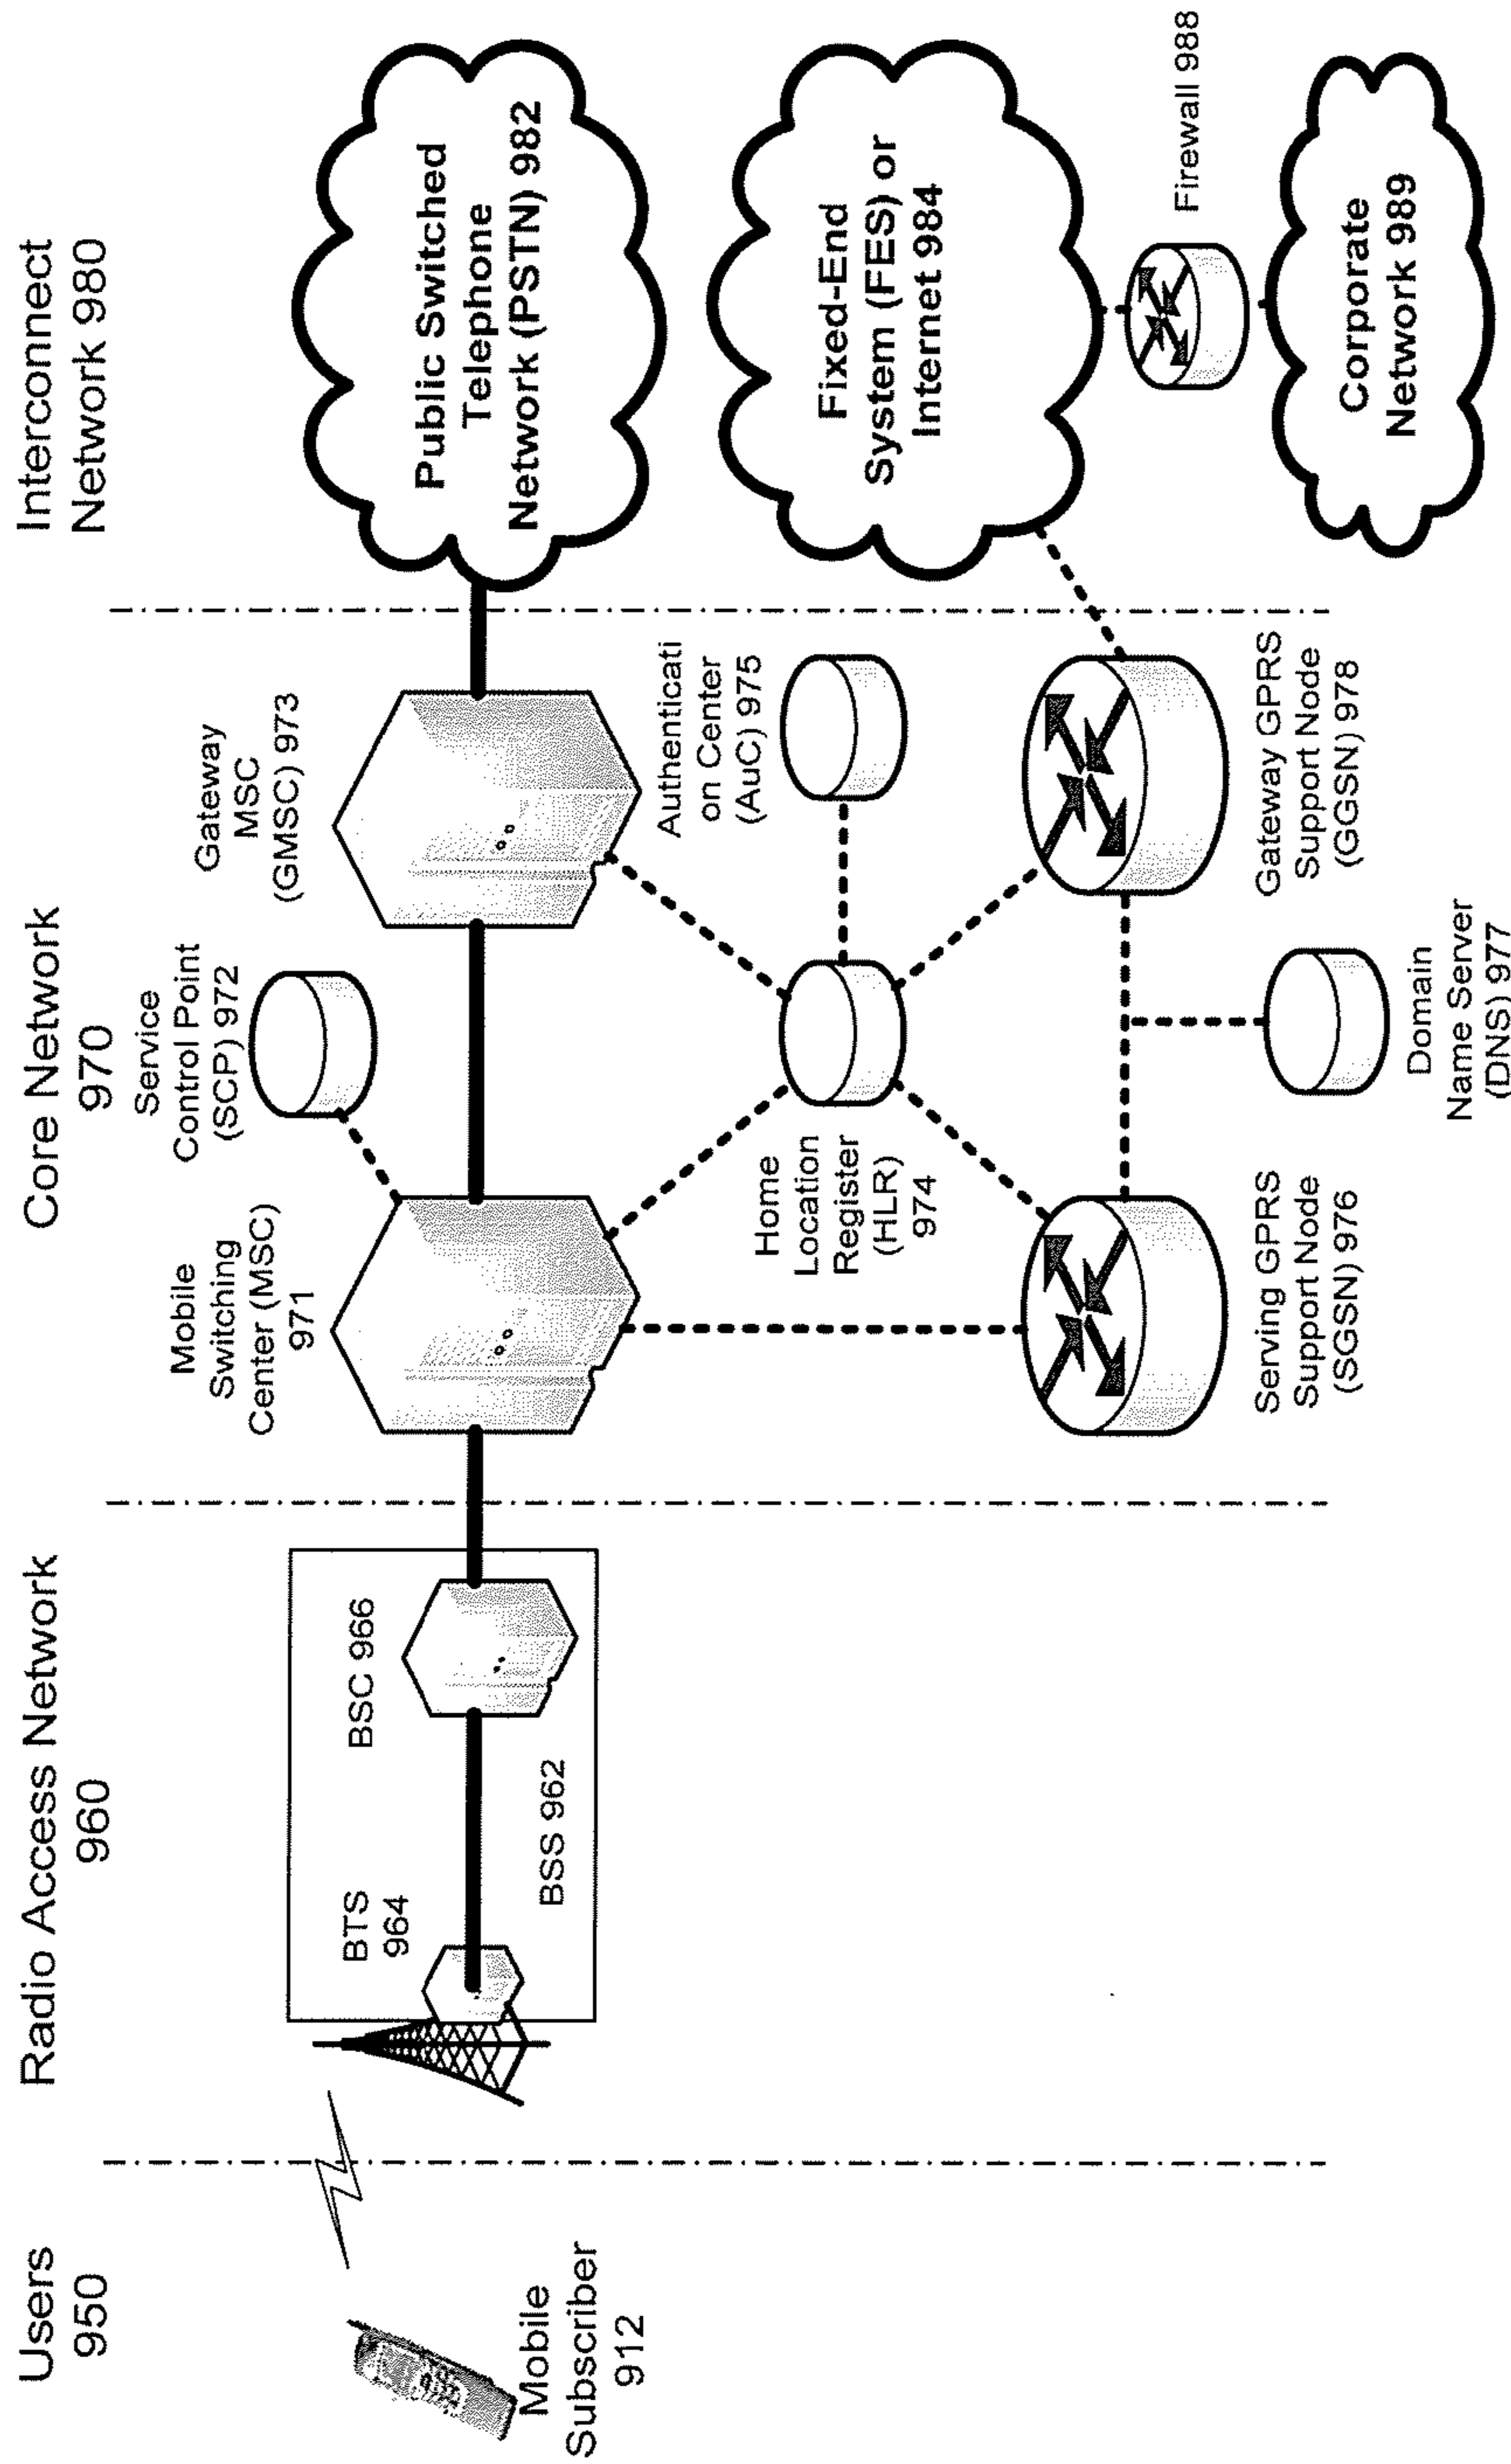 Users
950
Radio Access Network
960
Core Network
970
Interconnect
Network 980
Mobile
Subscriber
912
BTS
964
BSC 966
BSS 962
Mobile
Switching
Center (MSC)
971
Service
Control Point
(SCP) 972
Gateway
MSC
(GMSC) 973
Home
Location
Register
(HLR)
974
Authenticati
on Center
(AuC) 975
Serving GPRS
Support Node
(SGSN) 976
Domain
Name Server
(DNS) 977
Gateway GPRS
Support Node
(GGSN) 978
Public Switched
Telephone
Network (PSTN) 982
Fixed-End
System (FES) or
Internet 984
Firewall 988
Corporate
Network 989